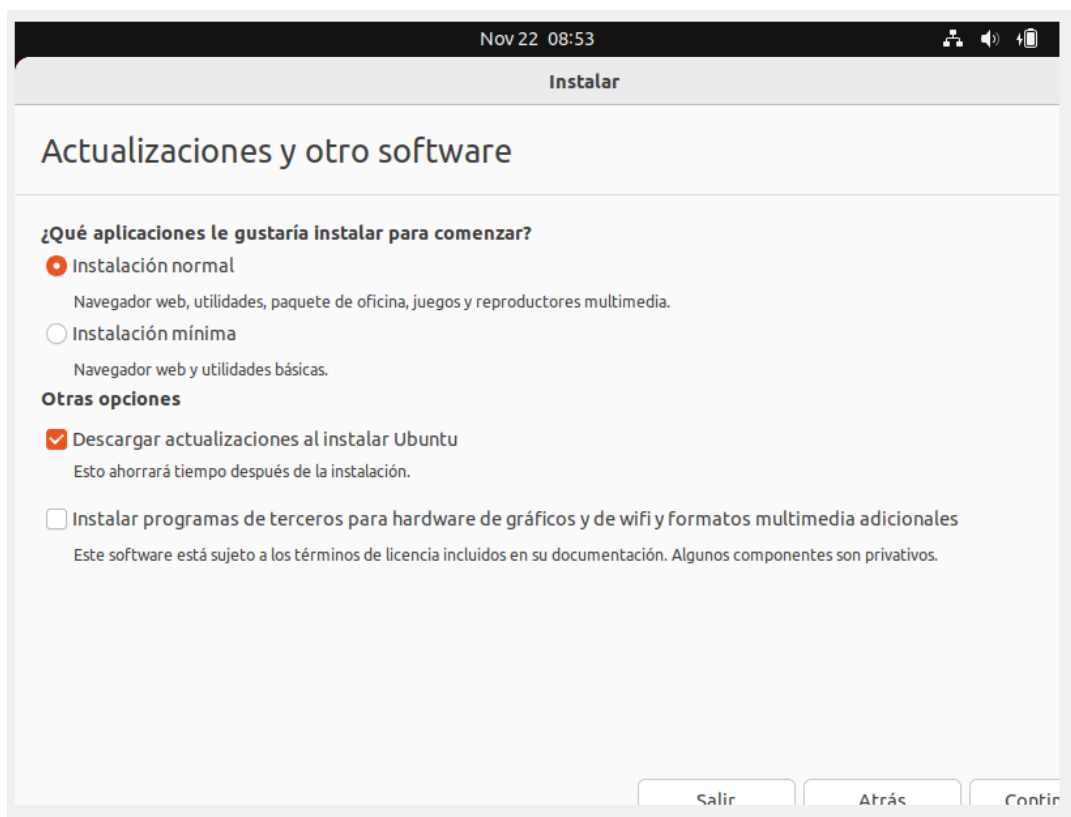 Nov 22 08:53
Instalar
Actualizaciones y otro software
¿Qué aplicaciones le gustaría instalar para comenzar?
Instalación normal
Navegador web, utilidades, paquete de oficina, juegos y reproductores multimedia.
Instalación mínima
Navegador web y utilidades básicas.
Otras opciones
Descargar actualizaciones al instalar Ubuntu
Esto ahorrará tiempo después de la instalación.
Instalar programas de terceros para hardware de gráficos y de wifi y formatos multimedia adicionales
Este software está sujeto a los términos de licencia incluidos en su documentación. Algunos componentes son privativos.
Salir Atrás Contin